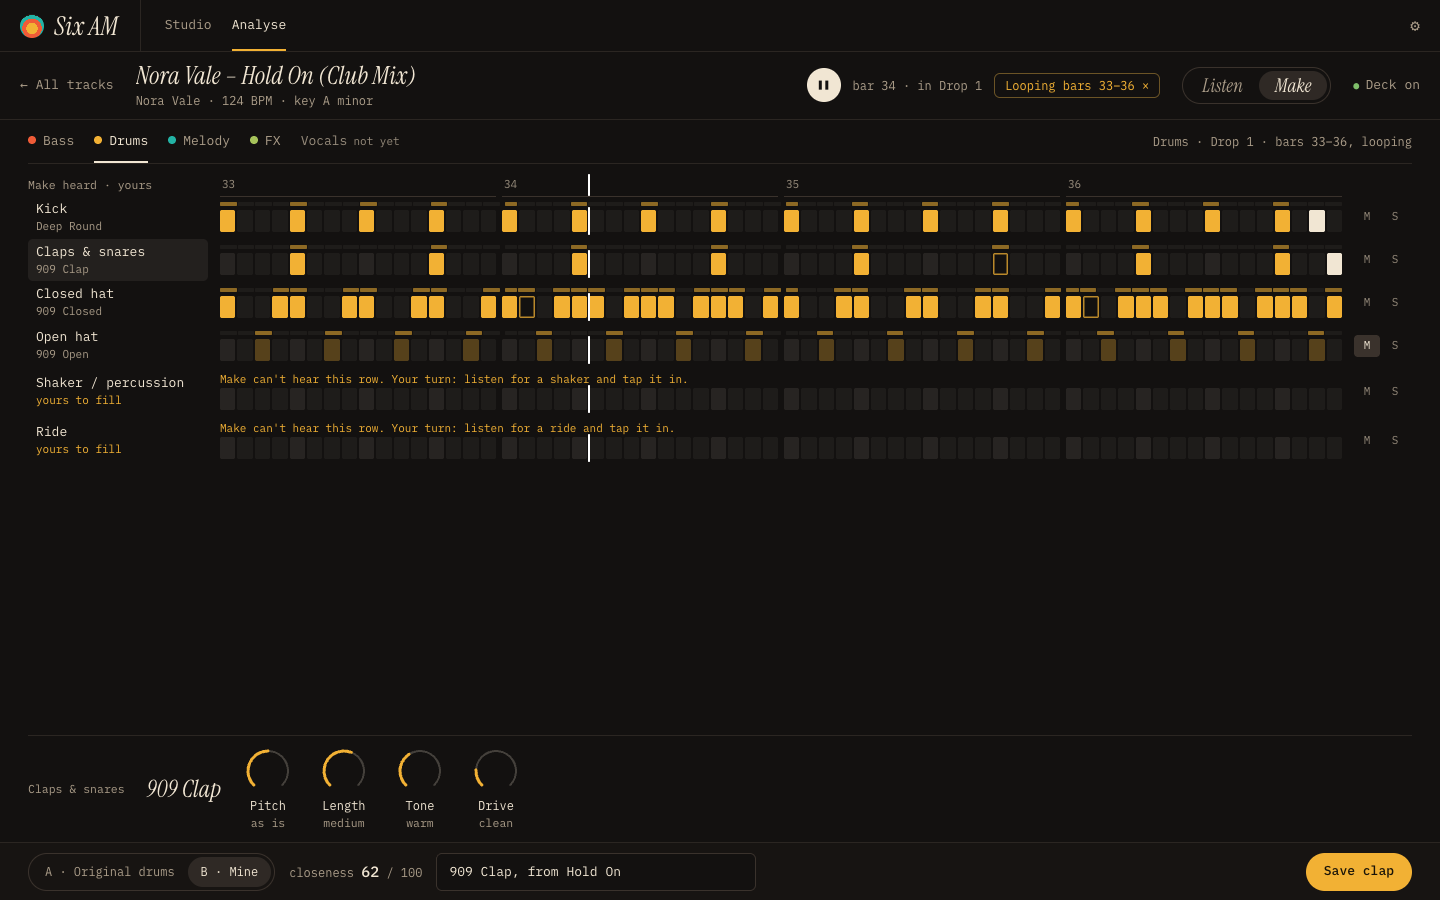 Six AM
Studio Analyse
⚙
← All tracks
Nora Vale – Hold On (Club Mix)
Nora Vale · 124 BPM · key A minor
bar 34 · in Drop 1
Looping bars 33–36 ×
Listen Make
Deck on
Bass Drums Melody FX Vocals not yet
Drums · Drop 1 · bars 33–36, looping
Make heard · yours
33 34 35 36
Kick
Deep Round
M S
Claps & snares
909 Clap
M S
Closed hat
909 Closed
M S
Open hat
909 Open
M S
Make can't hear this row. Your turn: listen for a shaker and tap it in.
Shaker / percussion
yours to fill
M S
Make can't hear this row. Your turn: listen for a ride and tap it in.
Ride
yours to fill
M S
Claps & snares
909 Clap
Pitch Length Tone Drive
as is medium warm clean
A · Original drums B · Mine
closeness 62 / 100
909 Clap, from Hold On
Save clap